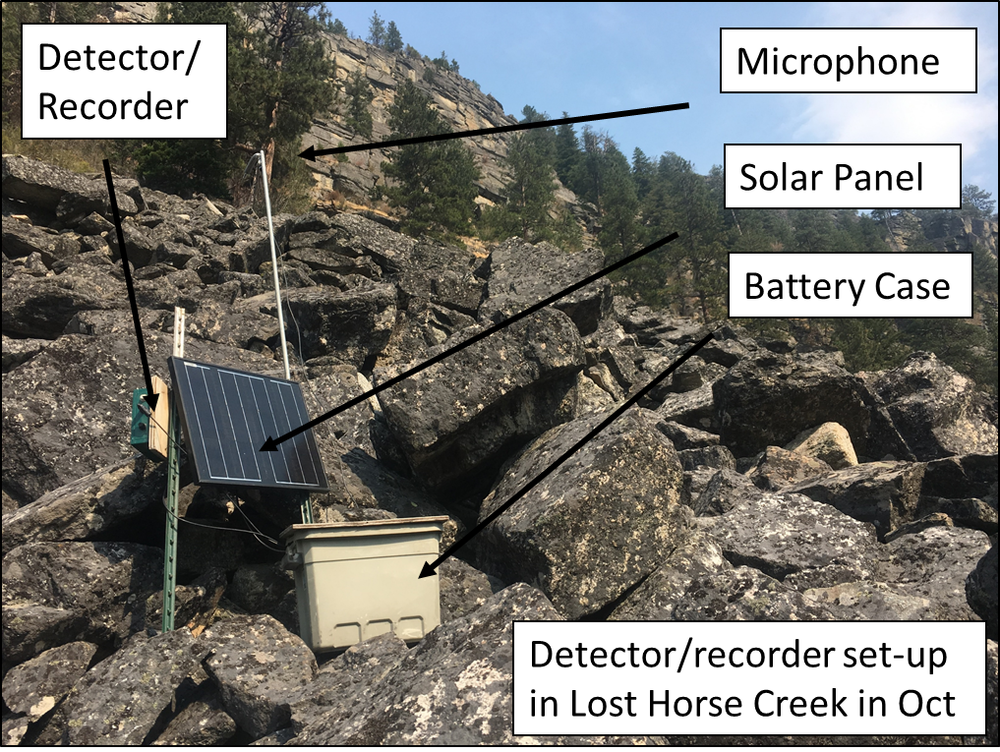 Detector/
Recorder
Microphone
Solar Panel
Battery Case
Detector/recorder set-up
in Lost Horse Creek in Oct